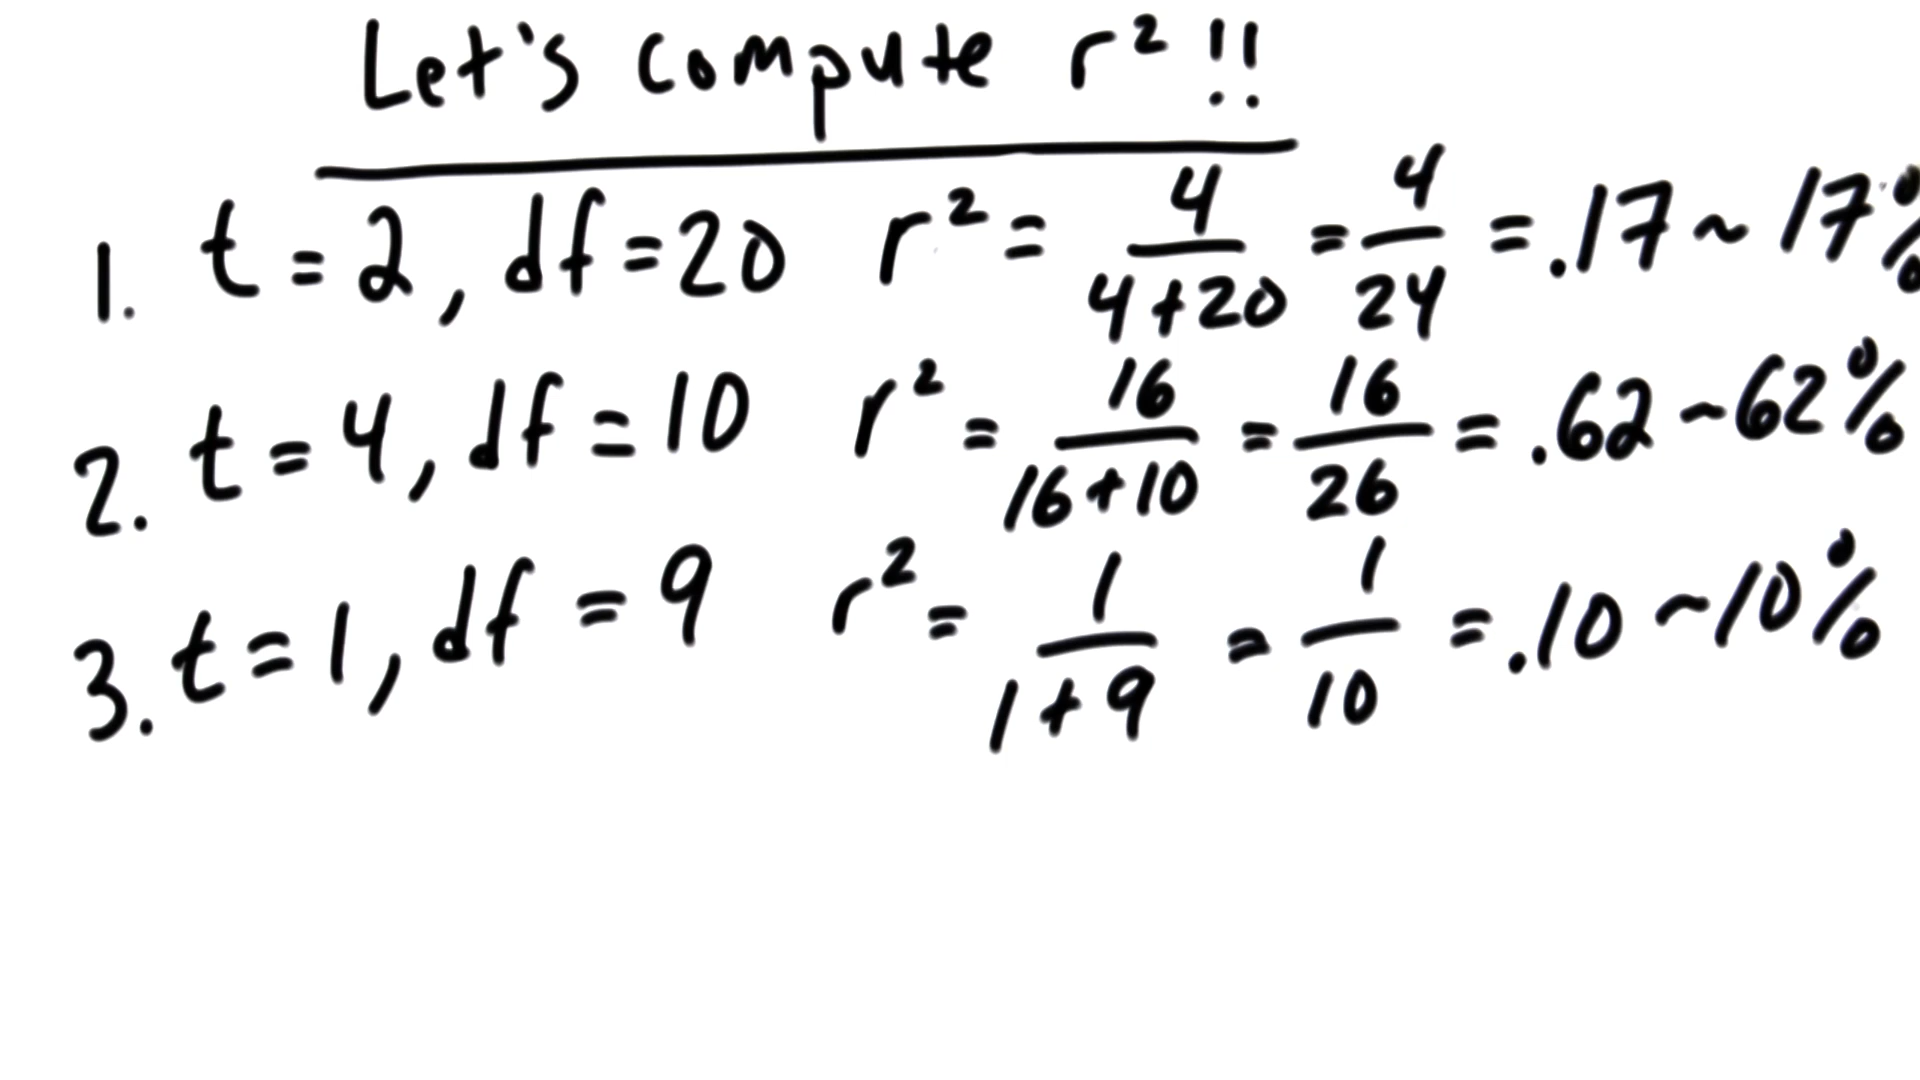 Let's compute r² !!
1. t = 2, df = 20 r² = 4/(4+20) = 4/24 = .17 ~ 17%
2. t = 4, df = 10 r² = 16/(16+10) = 16/26 = .62 ~ 62%
3. t = 1, df = 9 r² = 1/(1+9) = 1/10 = .10 ~ 10%